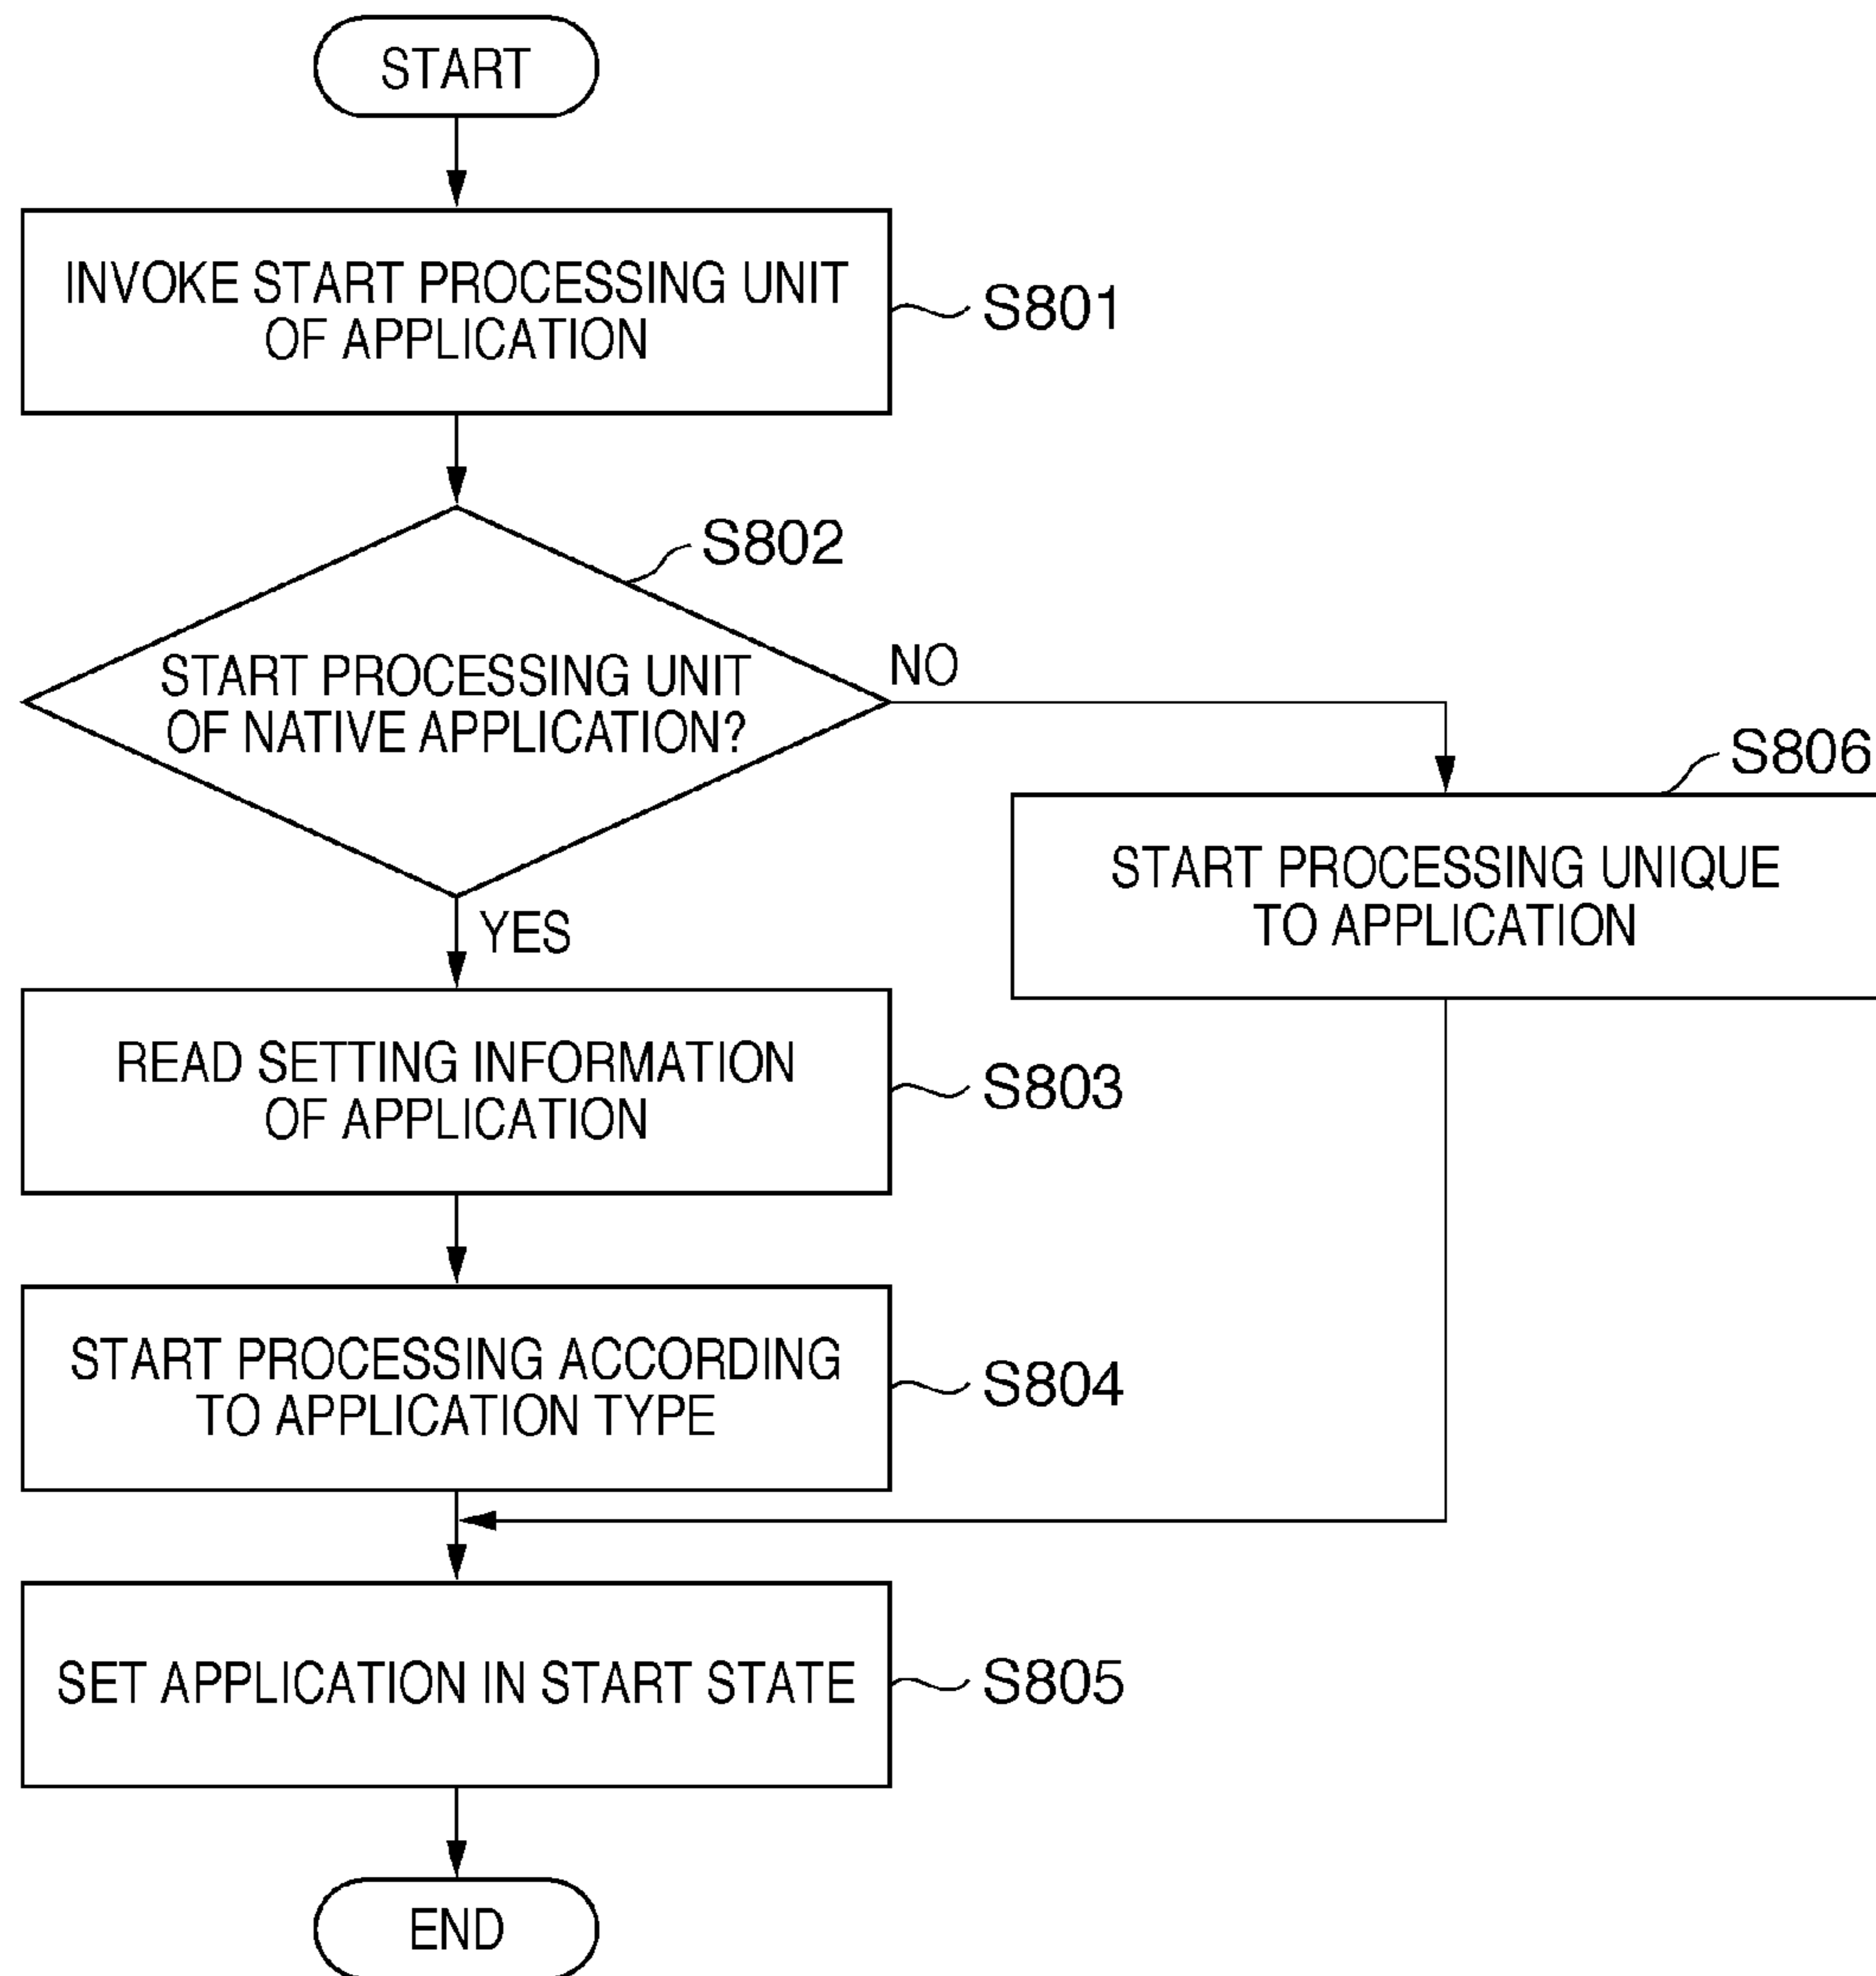 START
INVOKE START PROCESSING UNIT
OF APPLICATION
S801
S802
START PROCESSING UNIT
OF NATIVE APPLICATION?
NO
YES
S806
START PROCESSING UNIQUE
TO APPLICATION
READ SETTING INFORMATION
OF APPLICATION
S803
START PROCESSING ACCORDING
TO APPLICATION TYPE
S804
SET APPLICATION IN START STATE
S805
END